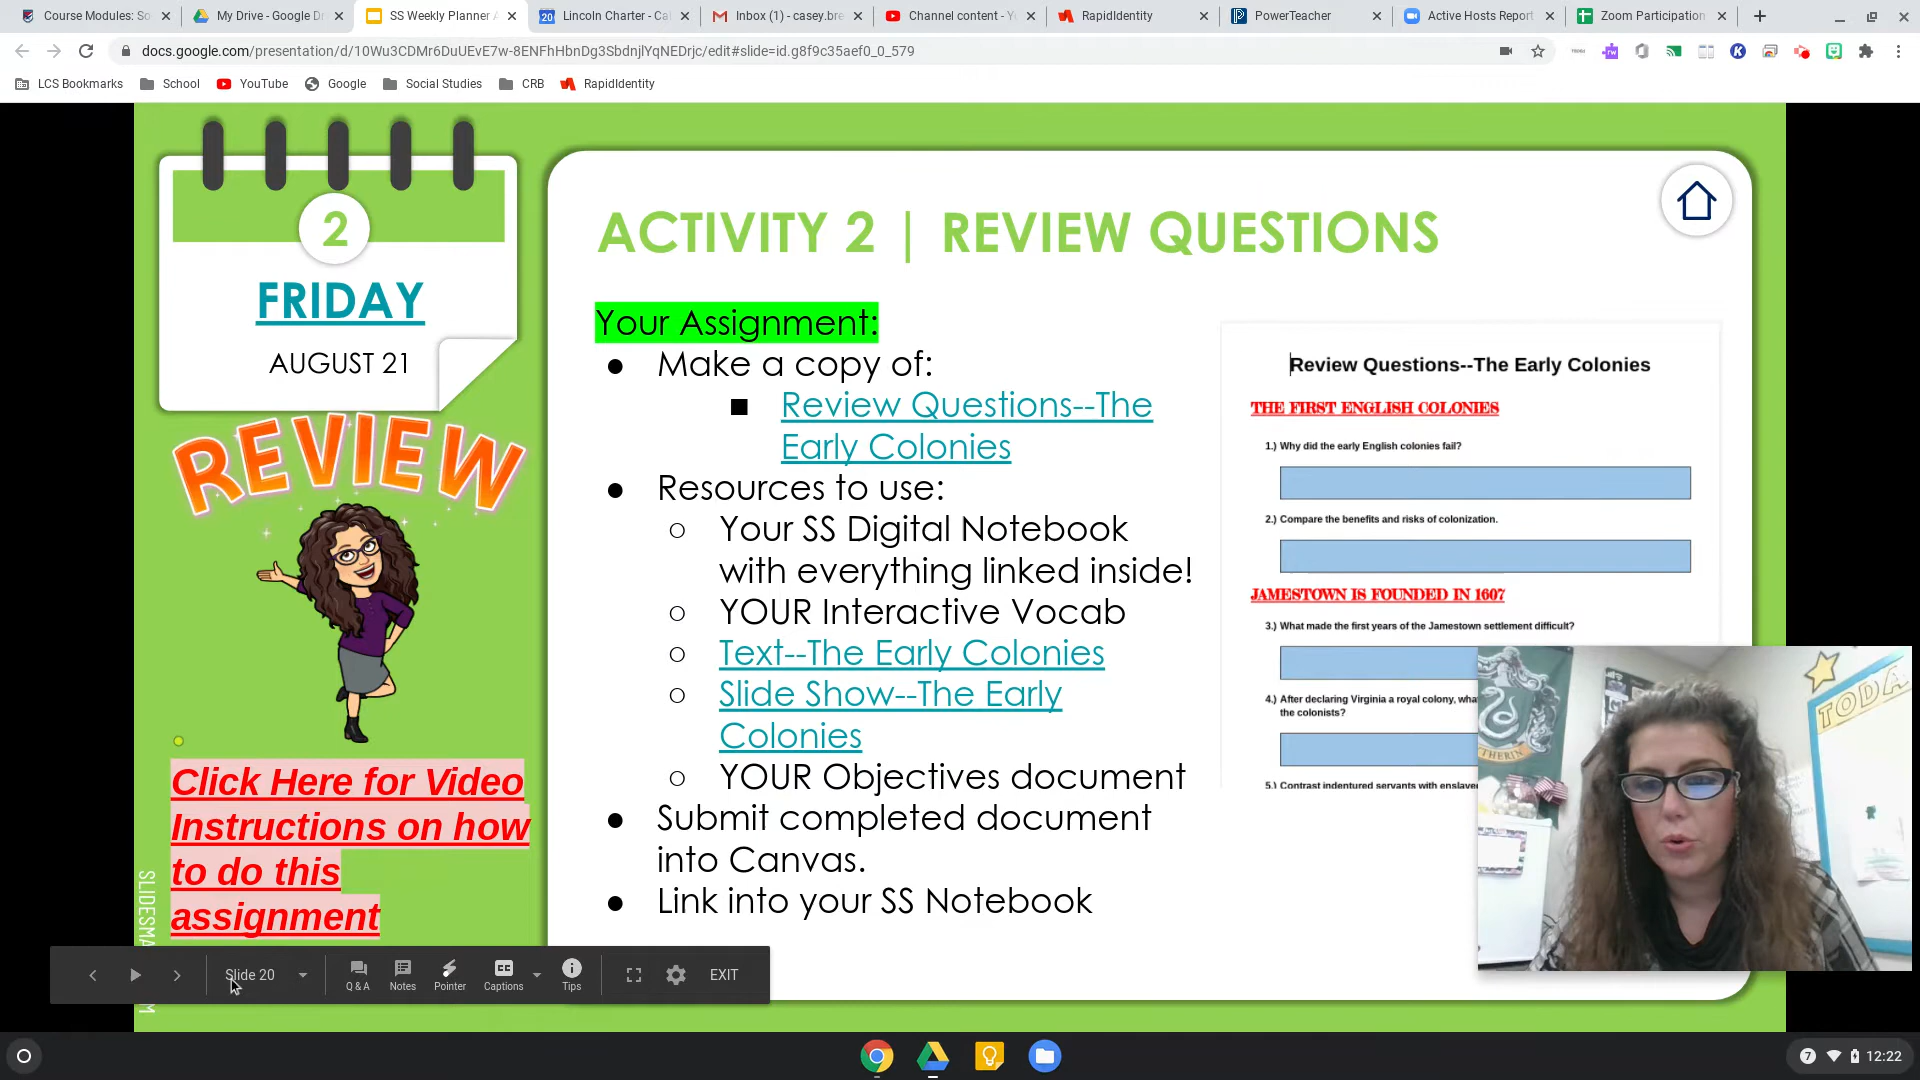 Course Modules: So
My Drive - Google Dr
SS Weekly Planner A
Lincoln Charter - Cal
Inbox (1) - casey.bre
Channel content - Y
RapidIdentity
PowerTeacher
Active Hosts Report
Zoom Participation
docs.google.com/presentation/d/10Wu3CDMr6DuUEvE7w-8ENFhHbnDg3SbdnjlYqNEDrjc/edit#slide=id.g8f9c35aef0_0_579
LCS Bookmarks
School
YouTube
Google
Social Studies
CRB
RapidIdentity
2
FRIDAY
AUGUST 21
REVIEW
Click Here for Video
Instructions on how
to do this
assignment
ACTIVITY 2 | REVIEW QUESTIONS
Your Assignment:
● Make a copy of:
■ Review Questions--The
Early Colonies
● Resources to use:
○ Your SS Digital Notebook
with everything linked inside!
○ YOUR Interactive Vocab
○ Text--The Early Colonies
○ Slide Show--The Early
Colonies
○ YOUR Objectives document
● Submit completed document
into Canvas.
● Link into your SS Notebook
Review Questions--The Early Colonies
THE FIRST ENGLISH COLONIES
1.) Why did the early English colonies fail?
2.) Compare the benefits and risks of colonization.
JAMESTOWN IS FOUNDED IN 1607
3.) What made the first years of the Jamestown settlement difficult?
4.) After declaring Virginia a royal colony, what
the colonists?
5.) Contrast indentured servants with enslave
THERIN
TODA
SLIDESMA
M
Slide 20
Q & A
Notes
Pointer
Captions
Tips
EXIT
7
12:22